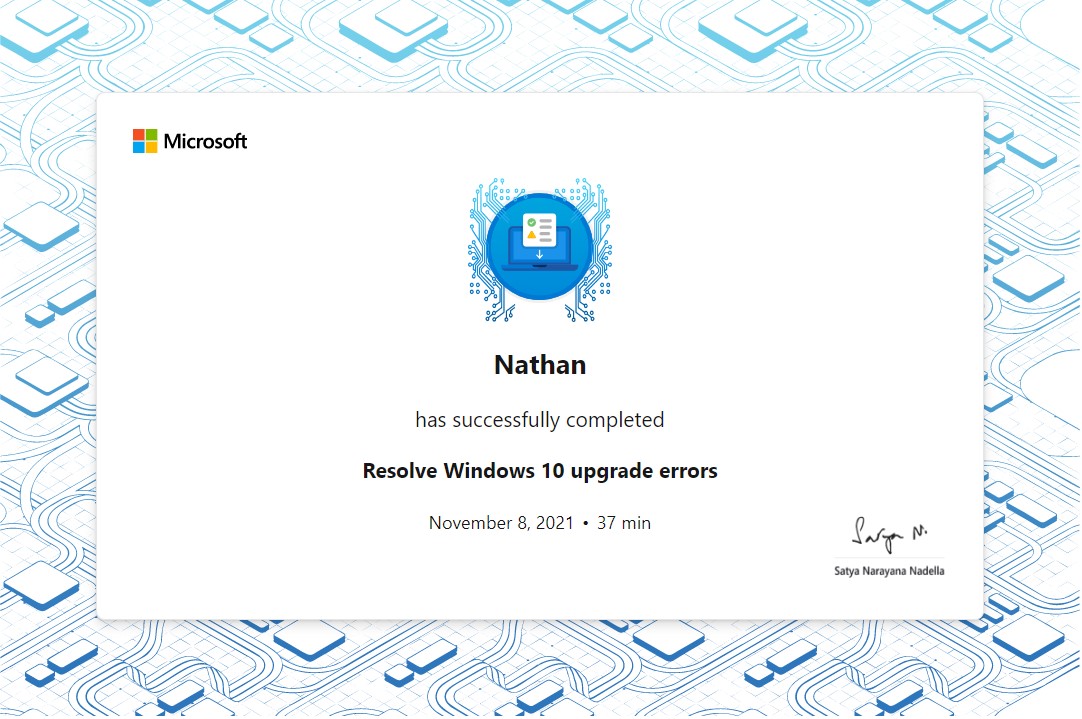 Microsoft
Nathan
has successfully completed
Resolve Windows 10 upgrade errors
November 8, 2021 • 37 min
Satya N.
Satya Narayana Nadella